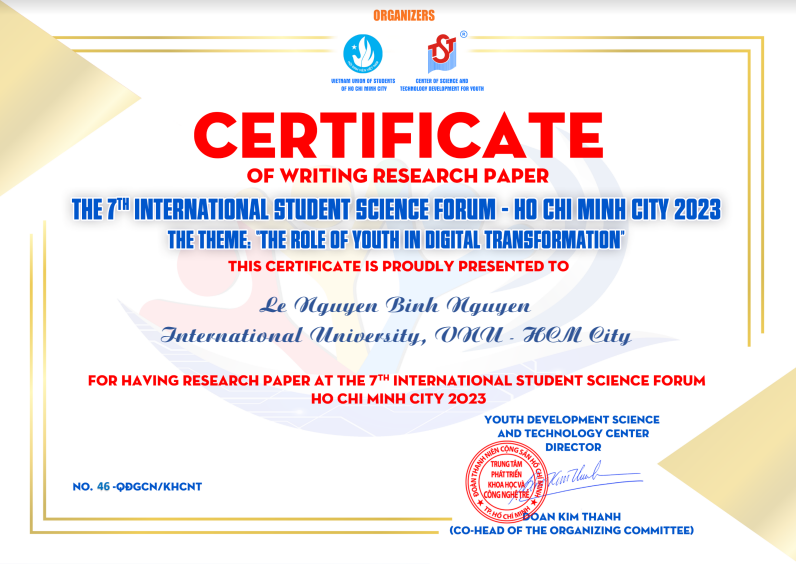 ORGANIZERS
VIETNAM UNION OF STUDENTS
OF HO CHI MINH CITY
TST
®
CENTER OF SCIENCE AND
TECHNOLOGY DEVELOPMENT FOR YOUTH
CERTIFICATE
OF WRITING RESEARCH PAPER
THE 7TH INTERNATIONAL STUDENT SCIENCE FORUM - HO CHI MINH CITY 2023
THE THEME: "THE ROLE OF YOUTH IN DIGITAL TRANSFORMATION"
THIS CERTIFICATE IS PROUDLY PRESENTED TO
Le Nguyen Binh Nguyen
International University, VNU - HCM City
FOR HAVING RESEARCH PAPER AT THE 7TH INTERNATIONAL STUDENT SCIENCE FORUM
HO CHI MINH CITY 2023
YOUTH DEVELOPMENT SCIENCE
AND TECHNOLOGY CENTER
DIRECTOR
ĐOÀN THANH NIÊN CỘNG SẢN HỒ CHÍ MINH
TRUNG TÂM
PHÁT TRIỂN
KHOA HỌC VÀ
CÔNG NGHỆ TRẺ
TP. HỒ CHÍ MINH
NO. 46 -QĐGCN/KHCNT
ĐOAN KIM THANH
(CO-HEAD OF THE ORGANIZING COMMITTEE)